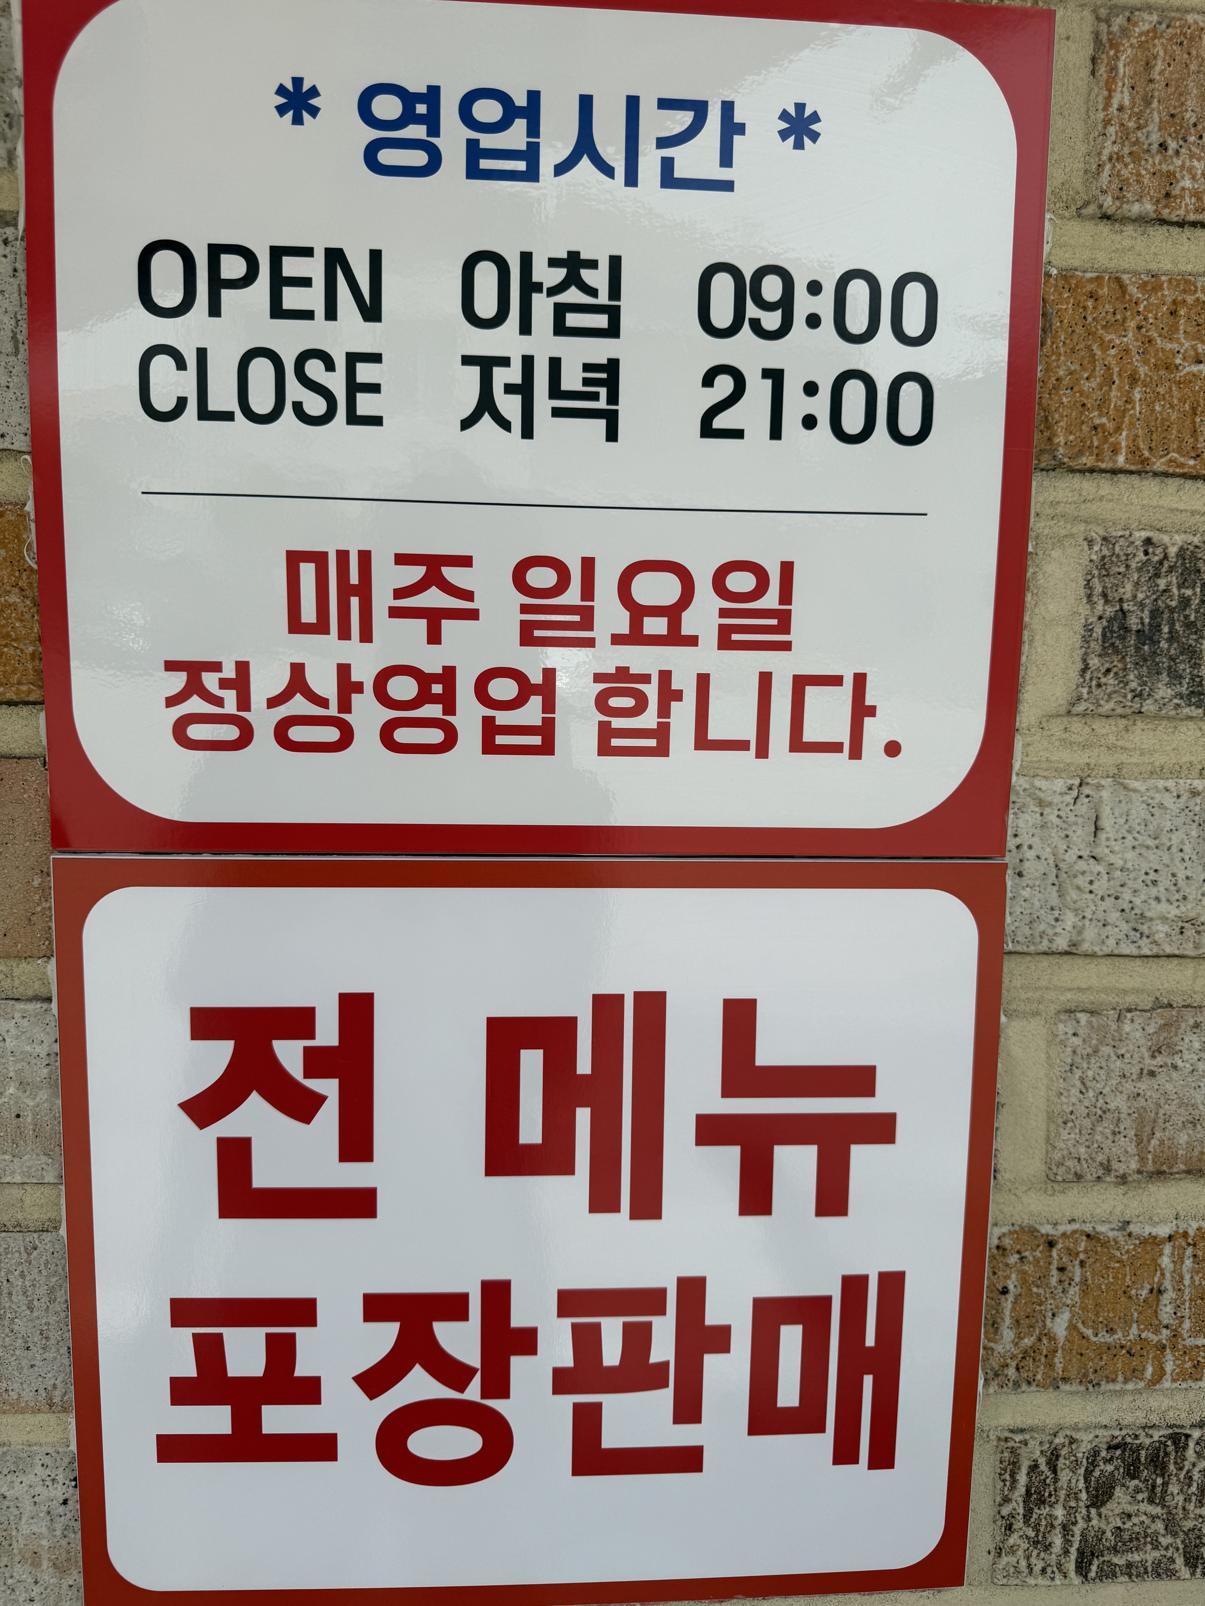 * 영업시간 *
OPEN 아침 09:00
CLOSE 저녁 21:00
매주 일요일
정상영업 합니다.
전 메뉴
포장판매